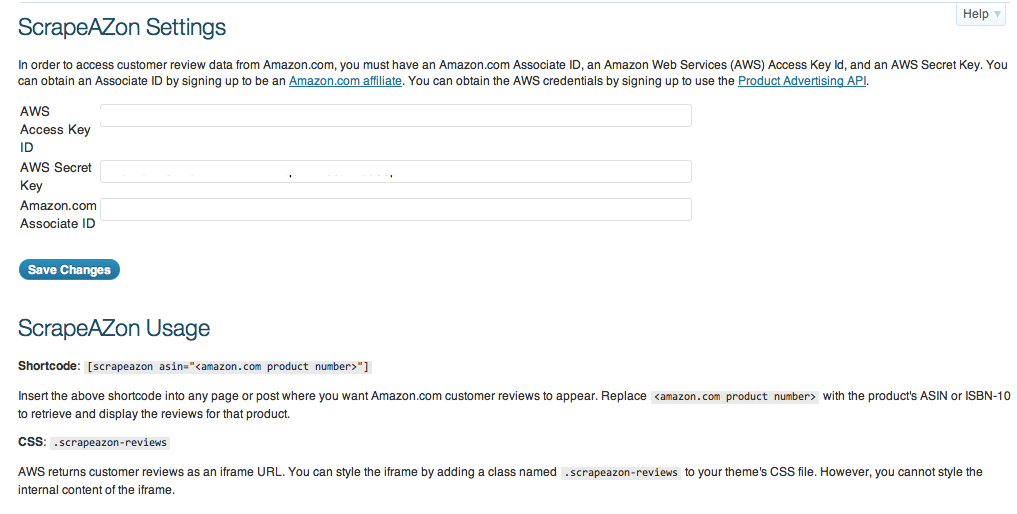 Help
ScrapeAZon Settings
In order to access customer review data from Amazon.com, you must have an Amazon.com Associate ID, an Amazon Web Services (AWS) Access Key Id, and an AWS Secret Key. You
can obtain an Associate ID by signing up to be an Amazon.com affiliate. You can obtain the AWS credentials by signing up to use the Product Advertising API.
AWS
Access Key
ID
AWS Secret
Key
Amazon.com
Associate ID
Save Changes
ScrapeAZon Usage
Shortcode: [scrapeazon asin="<amazon.com product number>"]
Insert the above shortcode into any page or post where you want Amazon.com customer reviews to appear. Replace <amazon.com product number> with the product's ASIN or ISBN-10
to retrieve and display the reviews for that product.
CSS: .scrapeazon-reviews
AWS returns customer reviews as an iframe URL. You can style the iframe by adding a class named .scrapeazon-reviews to your theme's CSS file. However, you cannot style the
internal content of the iframe.